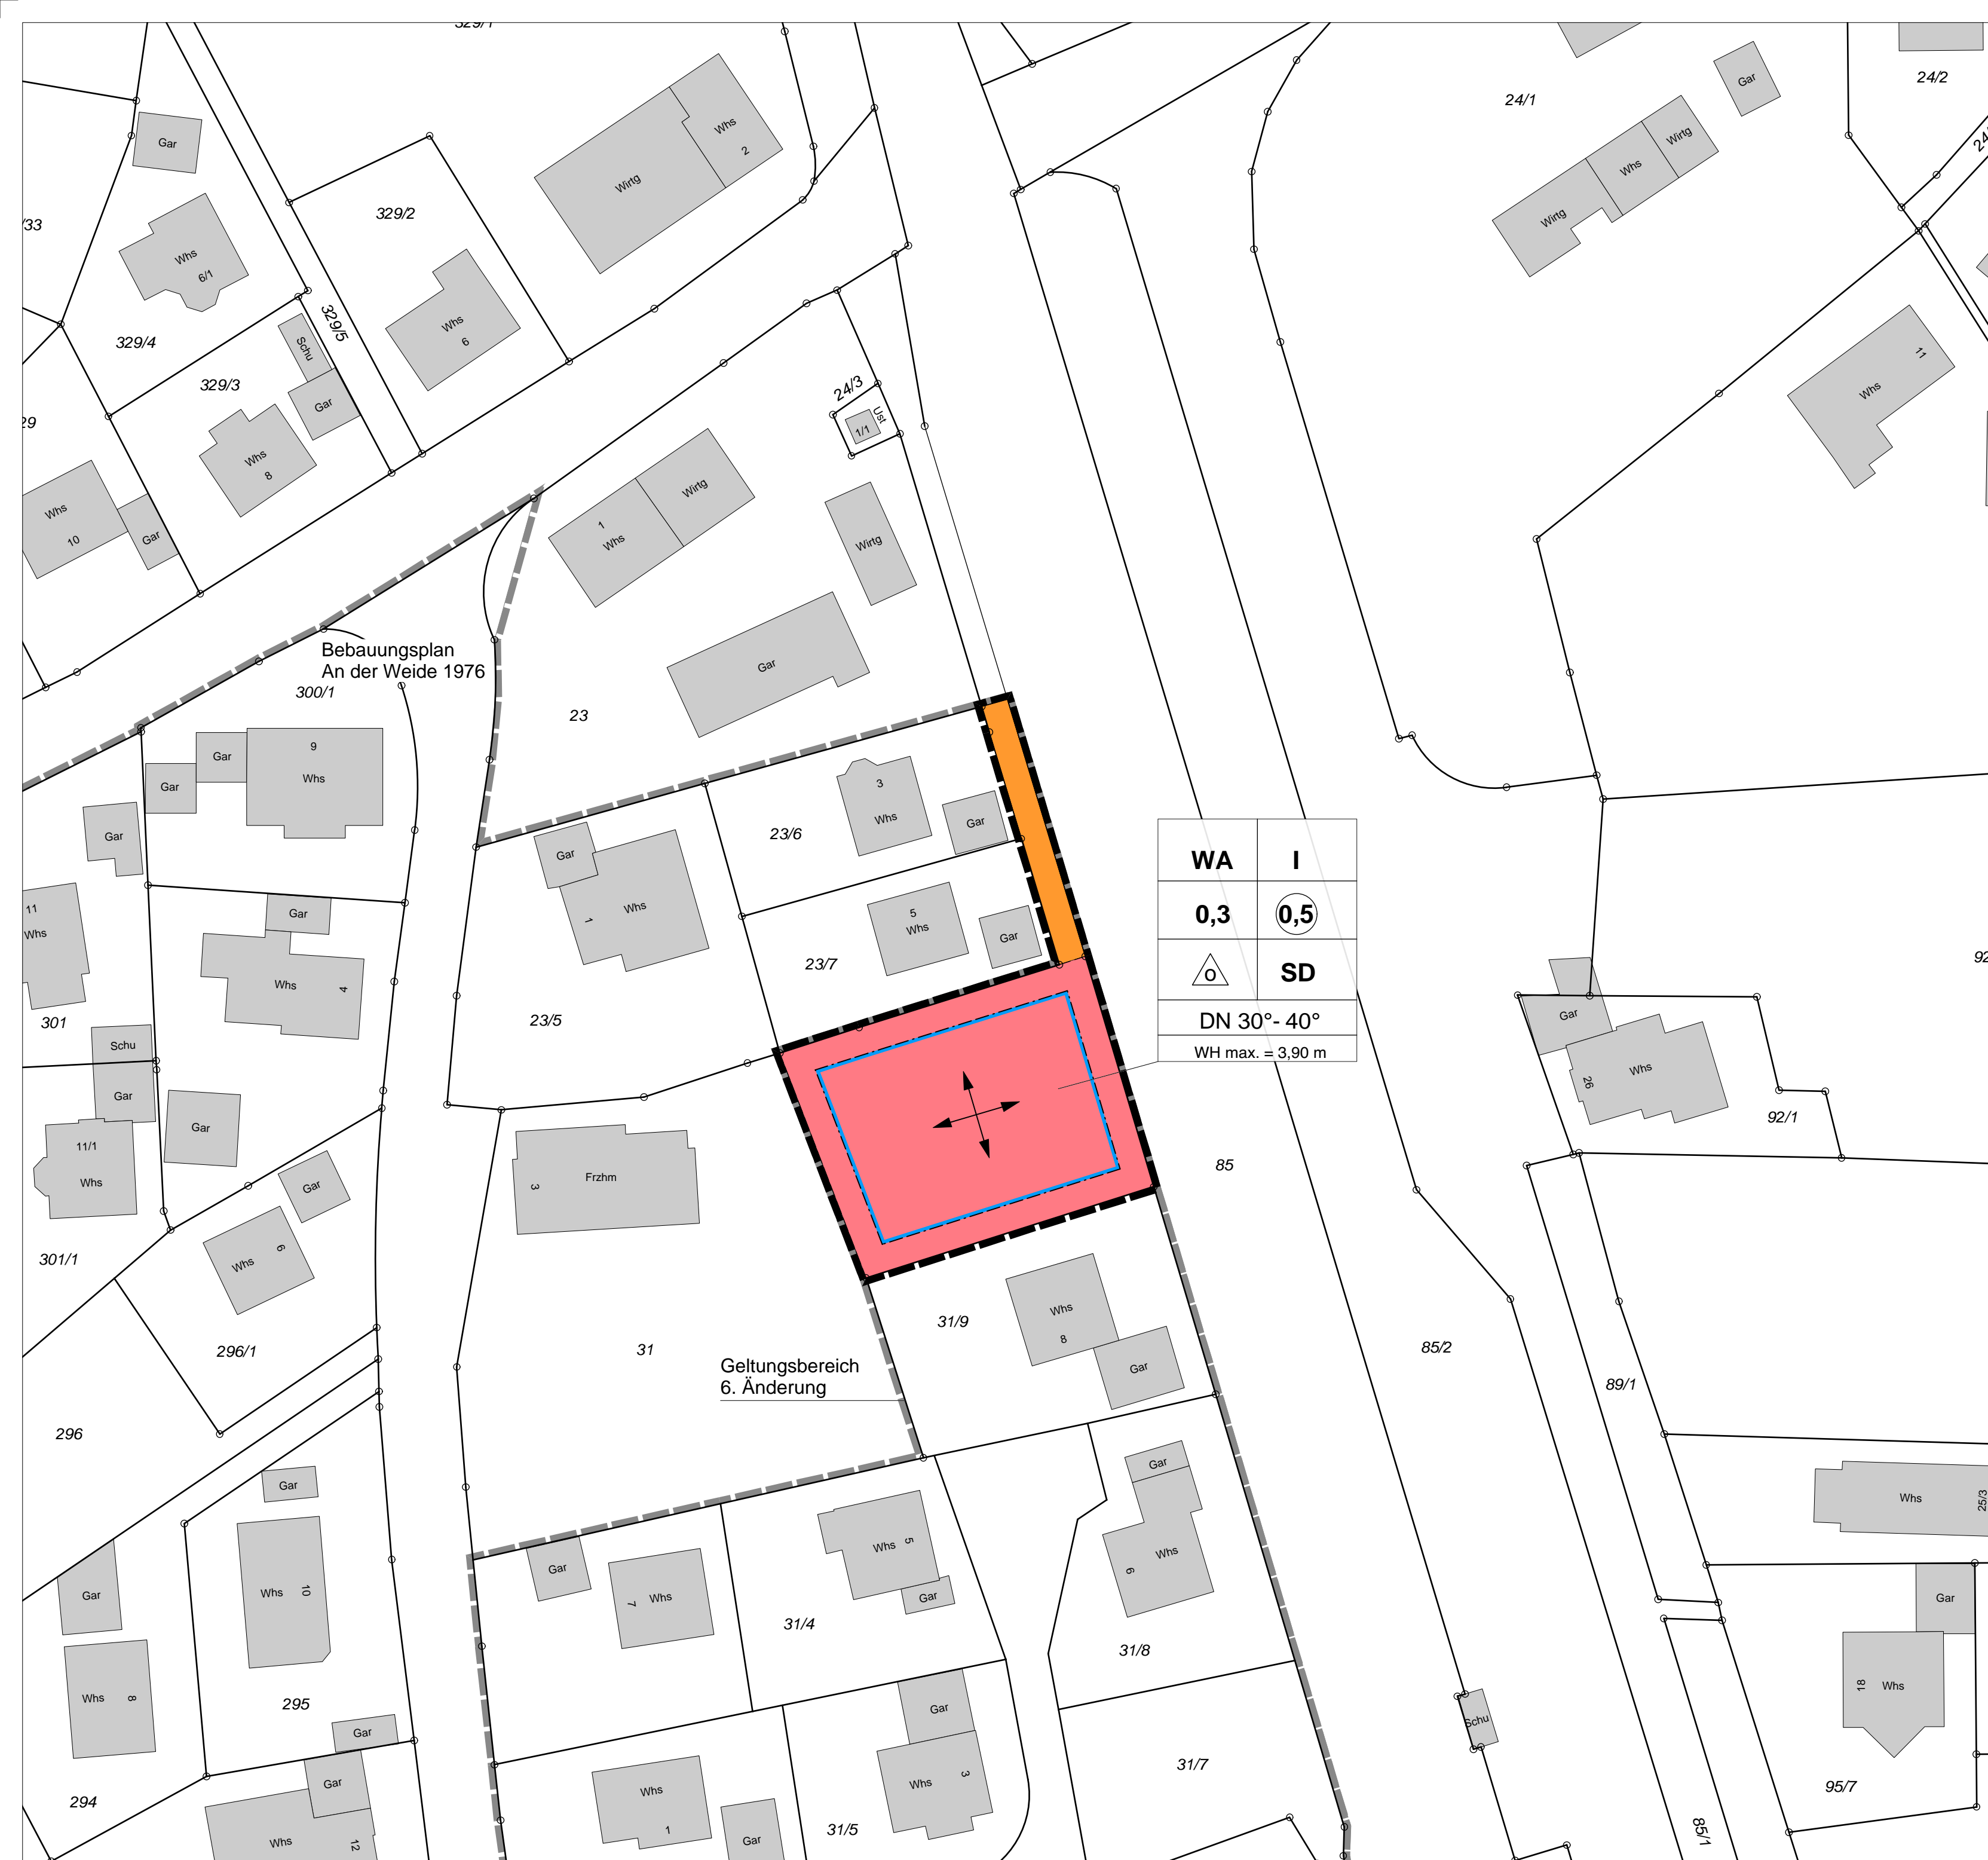 329/1
24/1
24/2
Gar
Gar
Whs
2
Wirtg
Whs
Wirtg
Wirtg
/33
329/2
Whs
6/1
329/4
329/5
Whs
6
Schu
329/3
Gar
Whs
8
29
Whs
10
Gar
24/3
Ust
1/1
1
Whs
Wirtg
Wirtg
Gar
Whs
11
Bebauungsplan
An der Weide 1976
300/1
23
9
Whs
Gar
Gar
Gar
11
Whs
301
Gar
Whs
4
Schu
Gar
11/1
Whs
Gar
301/1
Gar
Whs
6
296/1
296
Gar
1
Whs
23/5
23/6
3
Whs
Gar
23/7
5
Whs
Gar
WA
I
0,3
0,5
o
SD
DN 30°- 40°
WH max. = 3,90 m
85
92
Gar
26
Whs
92/1
3
Frzhm
31
Geltungsbereich
6. Änderung
31/9
Whs
8
Gar
85/2
89/1
Whs
25/3
Gar
Whs
10
295
Gar
Whs
8
Gar
294
Gar
Whs
12
Gar
7
Whs
31/4
Whs
5
Gar
Gar
Whs
6
31/8
31/7
Gar
Whs
3
31/5
Whs
1
Gar
Schu
85/1
Gar
18
Whs
95/7